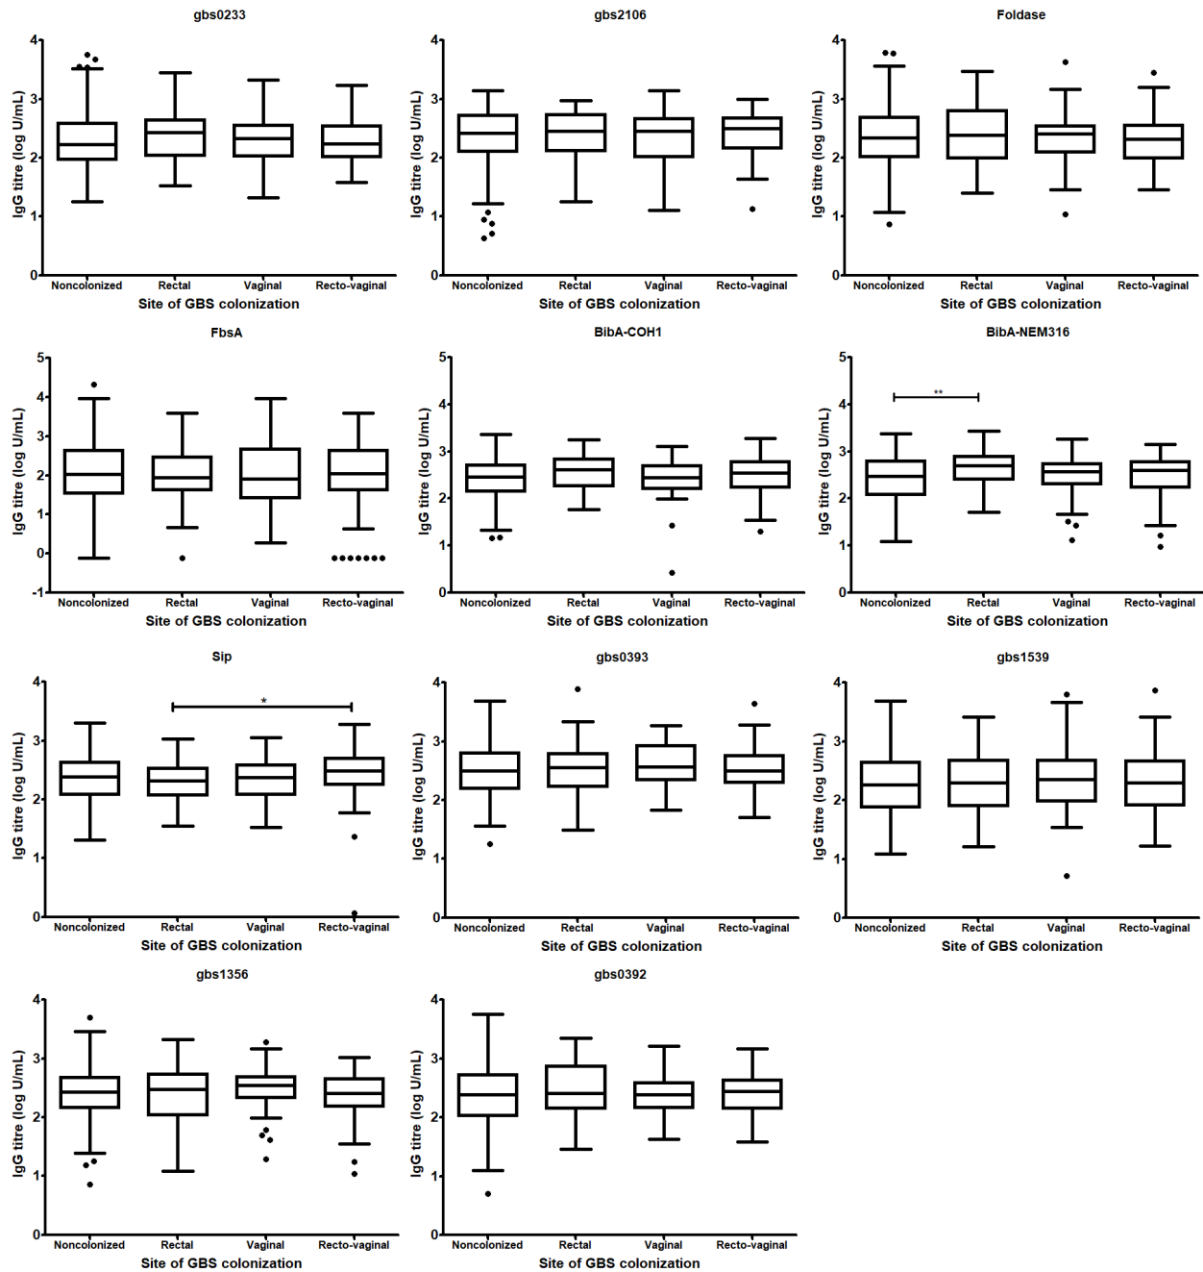 gbs0233
IgG titre (log U/mL)
4
3
2
1
0
Noncolonized Rectal Vaginal Recto-vaginal
Site of GBS colonization
gbs2106
IgG titre (log U/mL)
4
3
2
1
0
Noncolonized Rectal Vaginal Recto-vaginal
Site of GBS colonization
Foldase
IgG titre (log U/mL)
4
3
2
1
0
Noncolonized Rectal Vaginal Recto-vaginal
Site of GBS colonization
FbsA
IgG titre (log U/mL)
5
4
3
2
1
0
-1
Noncolonized Rectal Vaginal Recto-vaginal
Site of GBS colonization
BibA-COH1
IgG titre (log U/mL)
5
4
3
2
1
0
Noncolonized Rectal Vaginal Recto-vaginal
Site of GBS colonization
BibA-NEM316
IgG titre (log U/mL)
5
4
3
2
1
0
**
Noncolonized Rectal Vaginal Recto-vaginal
Site of GBS colonization
Sip
IgG titre (log U/mL)
4
3
2
1
0
*
Noncolonized Rectal Vaginal Recto-vaginal
Site of GBS colonization
gbs0393
IgG titre (log U/mL)
4
3
2
1
0
Noncolonized Rectal Vaginal Recto-vaginal
Site of GBS colonization
gbs1539
IgG titre (log U/mL)
4
3
2
1
0
Noncolonized Rectal Vaginal Recto-vaginal
Site of GBS colonization
gbs1356
IgG titre (log U/mL)
4
3
2
1
0
Noncolonized Rectal Vaginal Recto-vaginal
Site of GBS colonization
gbs0392
IgG titre (log U/mL)
4
3
2
1
0
Noncolonized Rectal Vaginal Recto-vaginal
Site of GBS colonization